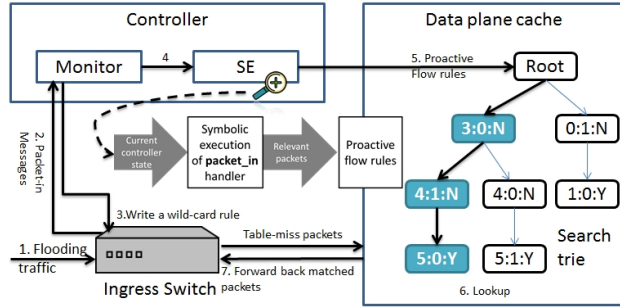 Controller
Data plane cache
Monitor
4
SE
5. Proactive
Flow rules
Root
2. Packet-in
Messages
Current
controller
state
Symbolic
execution
of packet_in
handler
Relevant
packets
Proactive
flow rules
3:0:N
0:1:N
4:1:N
4:0:N
1:0:Y
5:0:Y
5:1:Y
Search
trie
3.Write a wild-card rule
1. Flooding
traffic
Table-miss packets
7. Forward back matched
packets
Ingress Switch
6. Lookup